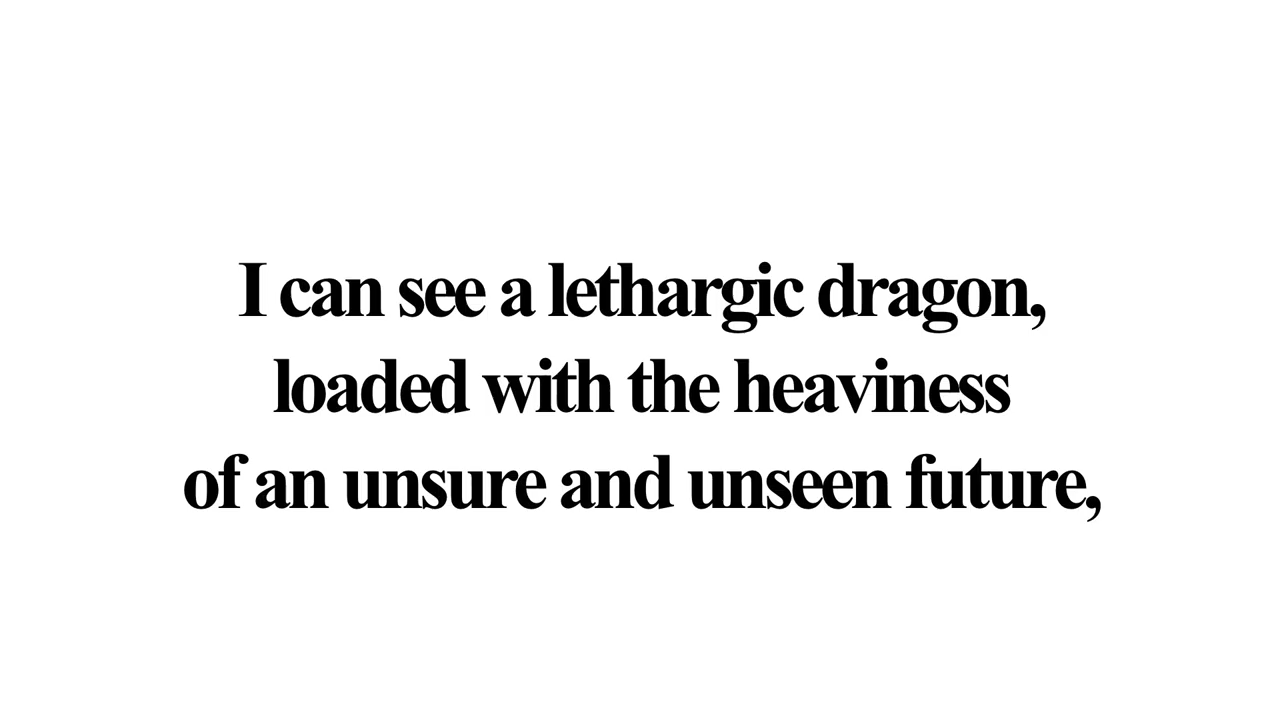 I can see a lethargic dragon,
loaded with the heaviness
of an unsure and unseen future,